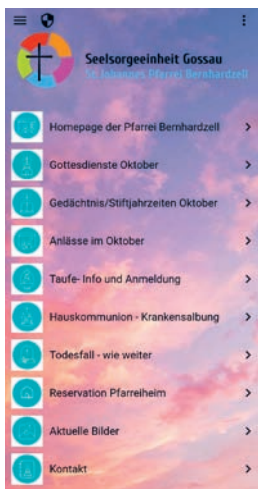 Seelsorgeeinheit Gossau
St. Johannes Pfarrei Bernhardzell
Homepage der Pfarrei Bernhardzell
Gottesdienste Oktober
Gedächtnis/Stiftjahrzeiten Oktober
Anlässe im Oktober
Taufe- Info und Anmeldung
Hauskommunion - Krankensalbung
Todesfall - wie weiter
Reservation Pfarreiheim
Aktuelle Bilder
Kontakt